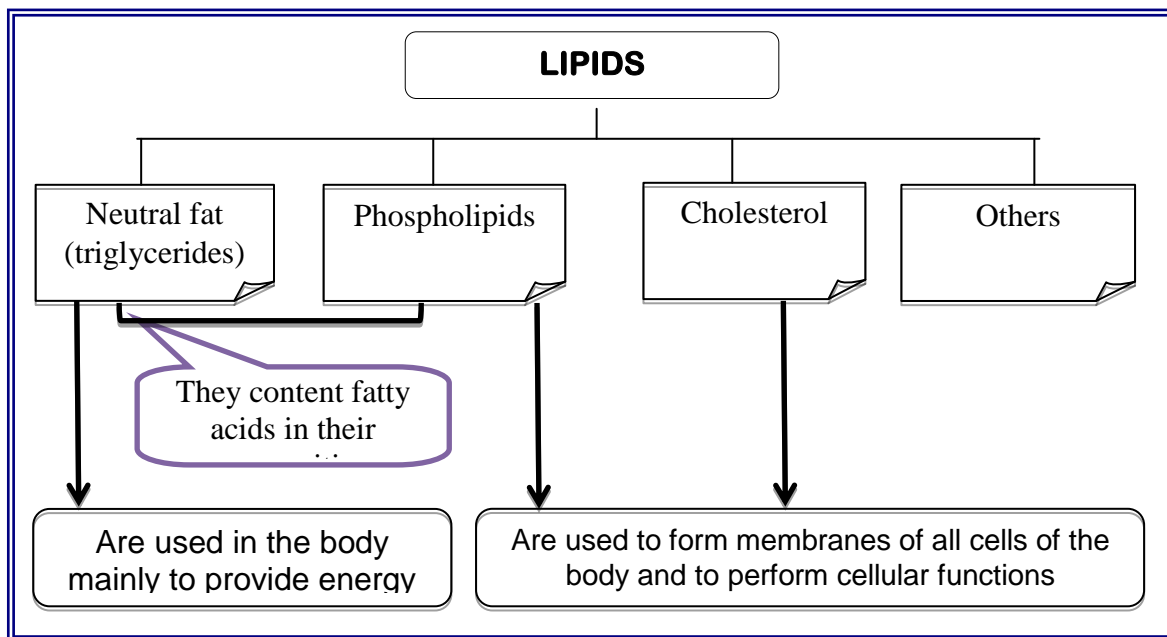 LIPIDS
Neutral fat
(triglycerides)
Phospholipids
Cholesterol
Others
They content fatty
acids in their
Are used in the body
mainly to provide energy
Are used to form membranes of all cells of the
body and to perform cellular functions